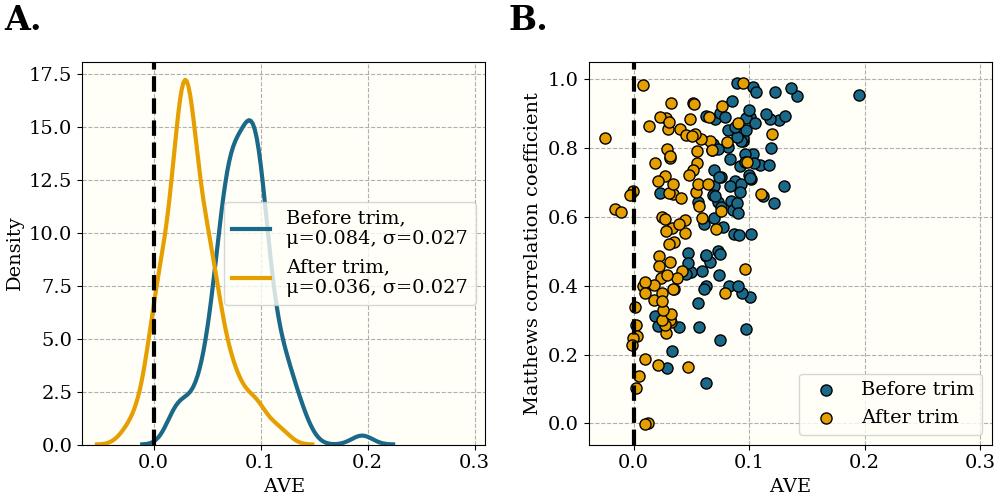 A.
17.5
15.0
12.5
10.0
7.5
5.0
2.5
0.0
Density
Before trim,
μ=0.084, σ=0.027
After trim,
μ=0.036, σ=0.027
0.0
0.1
0.2
0.3
AVE
B.
1.0
0.8
0.6
0.4
0.2
0.0
Matthews correlation coefficient
Before trim
After trim
0.0
0.1
0.2
0.3
AVE